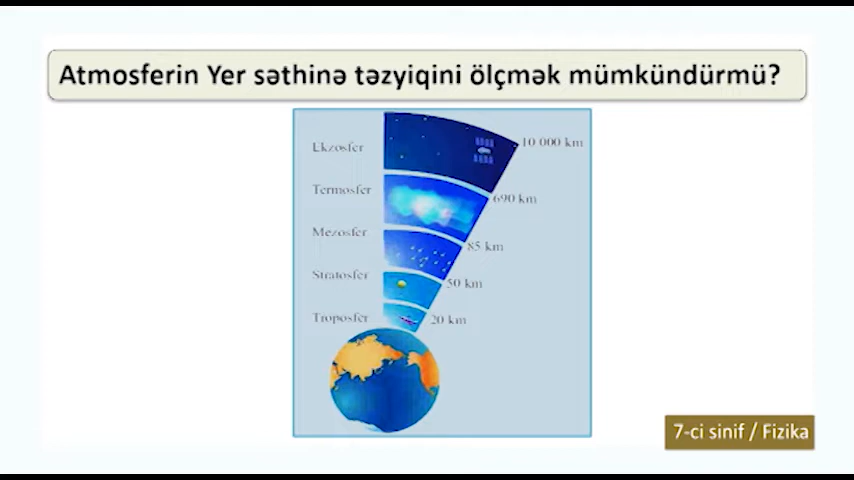 Atmosferin Yer səthinə təzyiqini ölçmək mümkündürmü?
Ekzosfer
10 000 km
Termosfer
690 km
Mezosfer
85 km
Stratosfer
50 km
Troposfer
20 km
7-ci sinif / Fizika